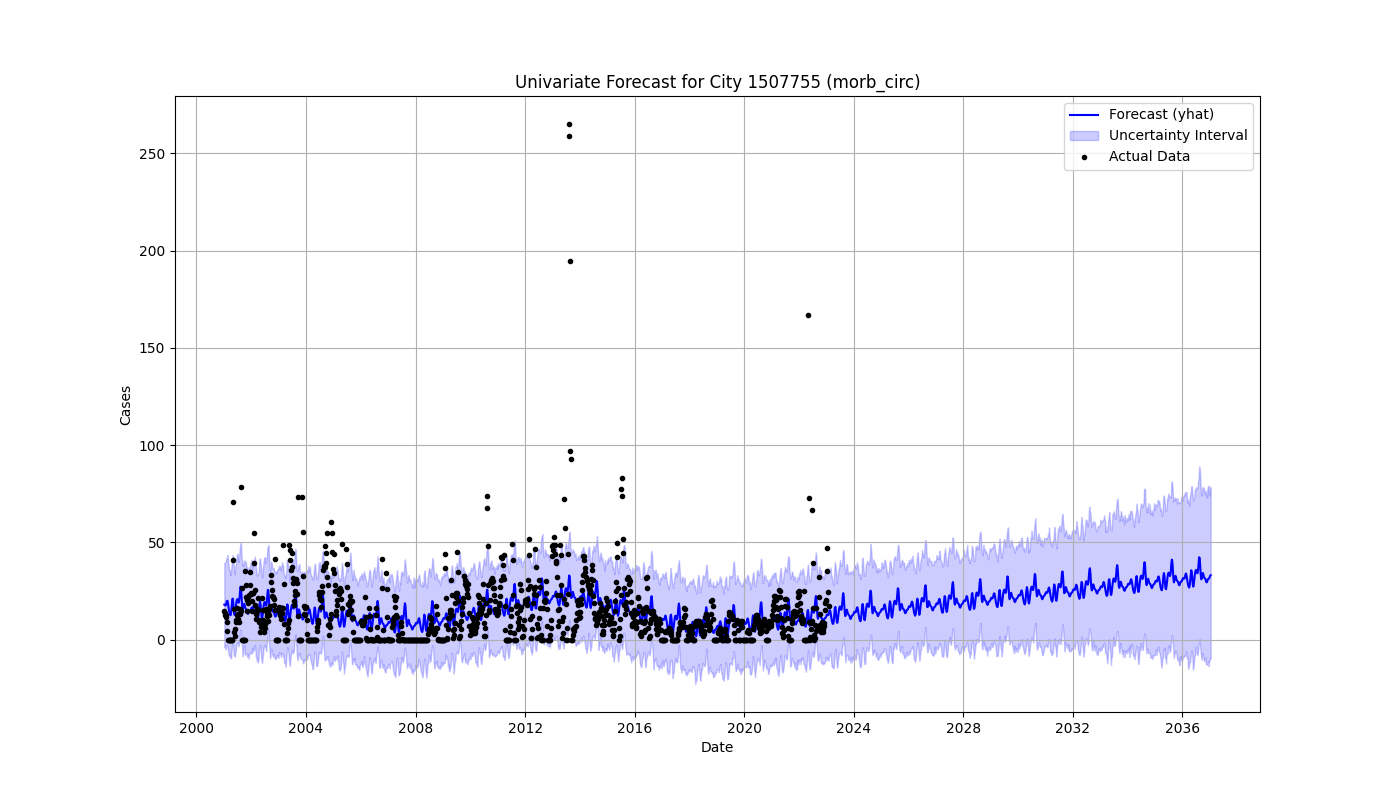 Univariate Forecast for City 1507755 (morb_circ)
Forecast (yhat)
Uncertainty Interval
Actual Data
250
200
150
100
50
0
Cases
2000 2004 2008 2012 2016 2020 2024 2028 2032 2036
Date